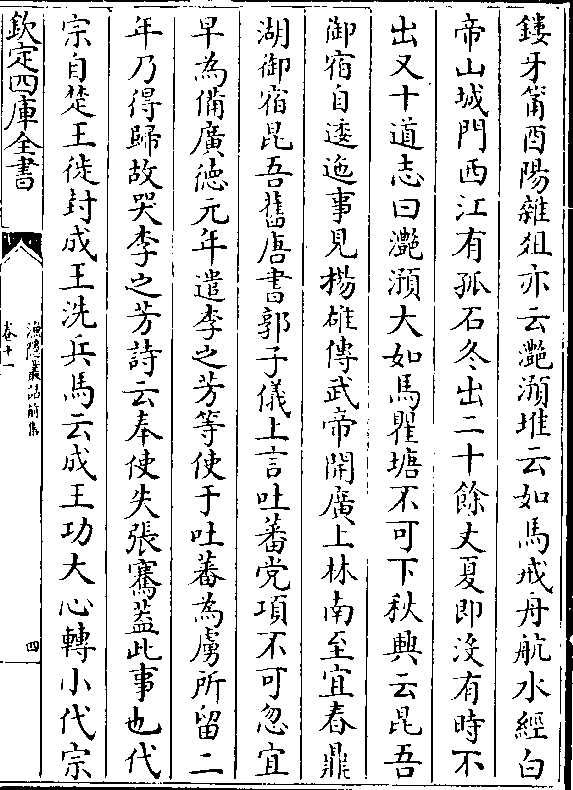 鏤牙筩酉陽雜俎亦云灔澦堆云如馬戒舟航水經白
帝山城門西江有孤石冬出二十餘丈夏即没有時不
出又十道志曰灔澦大如馬瞿塘不可下秋興云昆吾
御宿自逶迤事見楊雄傳武帝開廣上林南至宜春鼎
湖御宿昆吾舊唐書郭子儀上言吐蕃党項不可忽宜
早為備廣徳元年遣李之芳等使于吐蕃為虜所留二
年乃得歸故哭李之芳詩云奉使失張騫葢此事也代
宗自楚王徙封成王洗兵馬云成王功大心轉小代宗
欽定四庫全書
漁隱叢話前集
卷十一
四